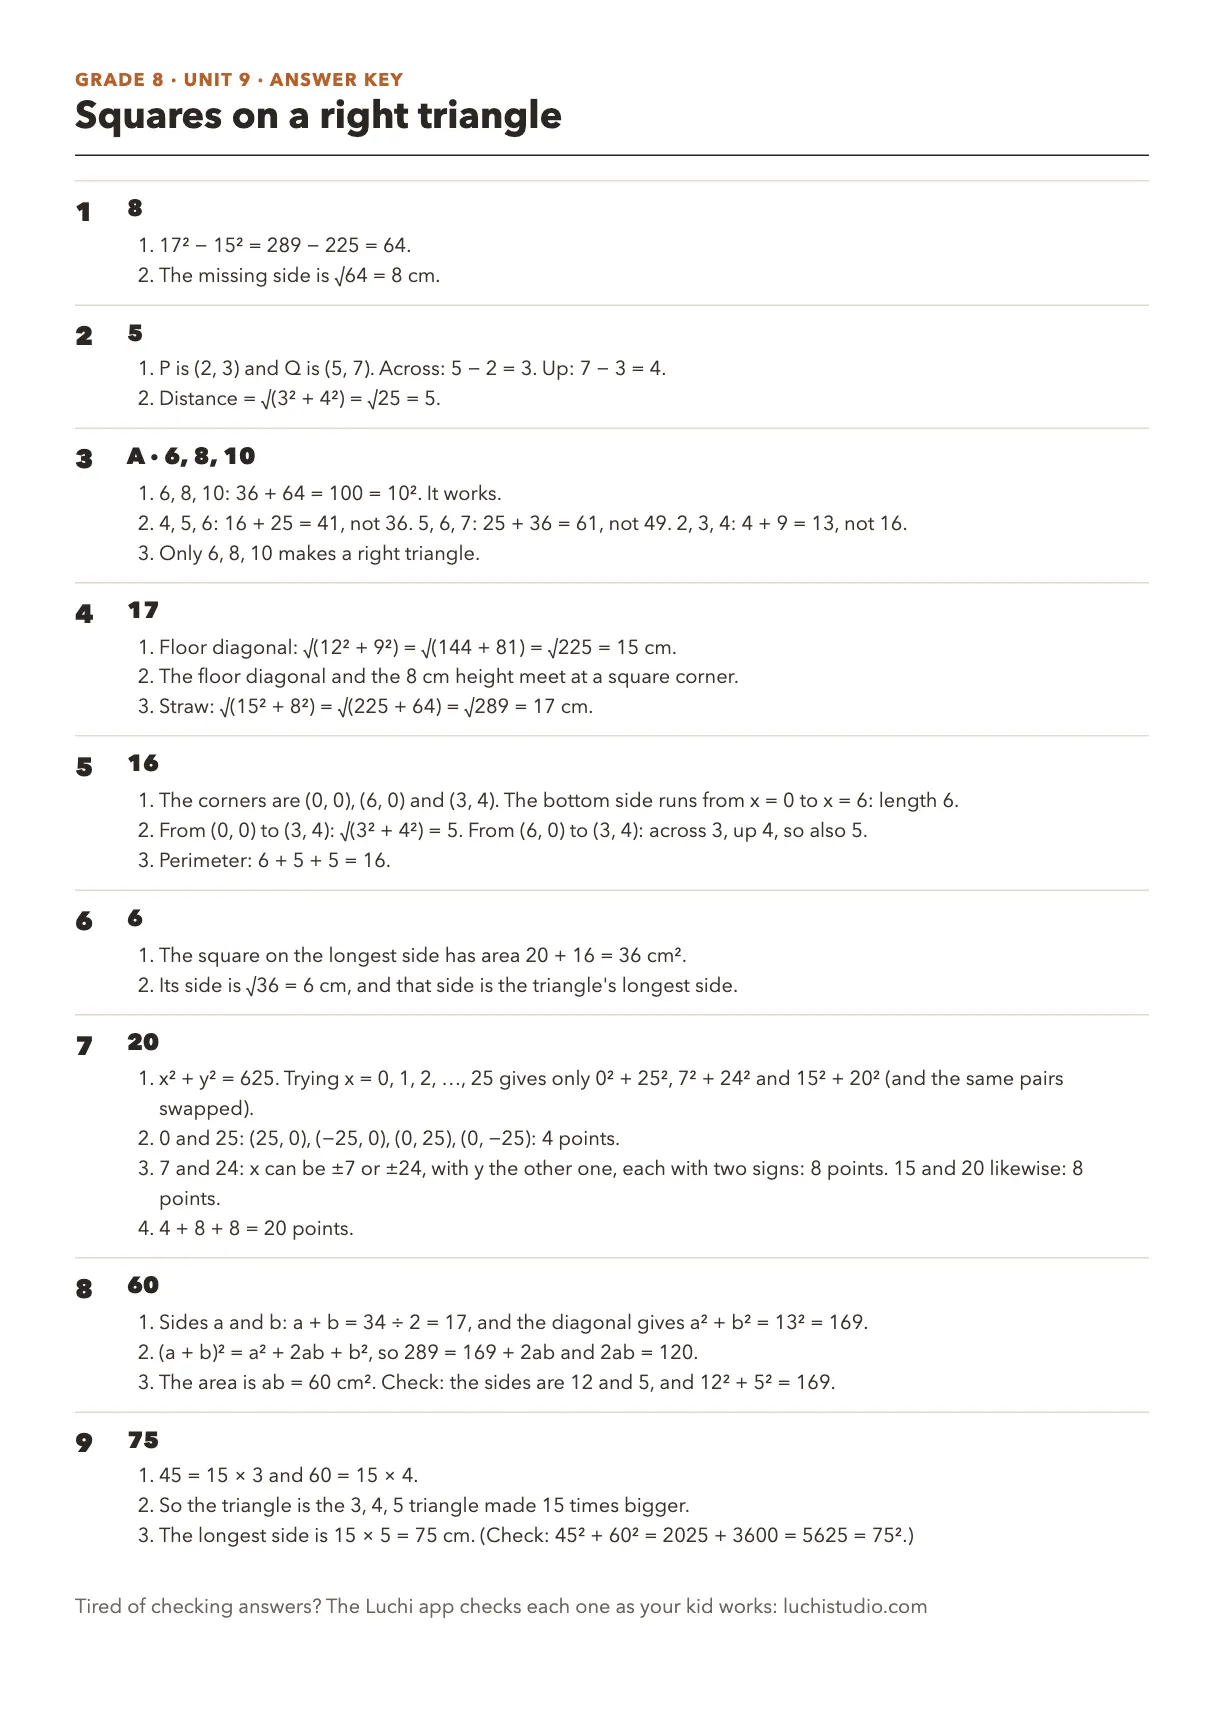 GRADE 8 · UNIT 9 · ANSWER KEY
Squares on a right triangle
1 8
1. 17² − 15² = 289 − 225 = 64.
2. The missing side is √64 = 8 cm.
2 5
1. P is (2, 3) and Q is (5, 7). Across: 5 − 2 = 3. Up: 7 − 3 = 4.
2. Distance = √(3² + 4²) = √25 = 5.
3 A · 6, 8, 10
1. 6, 8, 10: 36 + 64 = 100 = 10². It works.
2. 4, 5, 6: 16 + 25 = 41, not 36. 5, 6, 7: 25 + 36 = 61, not 49. 2, 3, 4: 4 + 9 = 13, not 16.
3. Only 6, 8, 10 makes a right triangle.
4 17
1. Floor diagonal: √(12² + 9²) = √(144 + 81) = √225 = 15 cm.
2. The floor diagonal and the 8 cm height meet at a square corner.
3. Straw: √(15² + 8²) = √(225 + 64) = √289 = 17 cm.
5 16
1. The corners are (0, 0), (6, 0) and (3, 4). The bottom side runs from x = 0 to x = 6: length 6.
2. From (0, 0) to (3, 4): √(3² + 4²) = 5. From (6, 0) to (3, 4): across 3, up 4, so also 5.
3. Perimeter: 6 + 5 + 5 = 16.
6 6
1. The square on the longest side has area 20 + 16 = 36 cm².
2. Its side is √36 = 6 cm, and that side is the triangle's longest side.
7 20
1. x² + y² = 625. Trying x = 0, 1, 2, …, 25 gives only 0² + 25², 7² + 24² and 15² + 20² (and the same pairs
swapped).
2. 0 and 25: (25, 0), (−25, 0), (0, 25), (0, −25): 4 points.
3. 7 and 24: x can be ±7 or ±24, with y the other one, each with two signs: 8 points. 15 and 20 likewise: 8
points.
4. 4 + 8 + 8 = 20 points.
8 60
1. Sides a and b: a + b = 34 ÷ 2 = 17, and the diagonal gives a² + b² = 13² = 169.
2. (a + b)² = a² + 2ab + b², so 289 = 169 + 2ab and 2ab = 120.
3. The area is ab = 60 cm². Check: the sides are 12 and 5, and 12² + 5² = 169.
9 75
1. 45 = 15 × 3 and 60 = 15 × 4.
2. So the triangle is the 3, 4, 5 triangle made 15 times bigger.
3. The longest side is 15 × 5 = 75 cm. (Check: 45² + 60² = 2025 + 3600 = 5625 = 75².)
Tired of checking answers? The Luchi app checks each one as your kid works: luchistudio.com